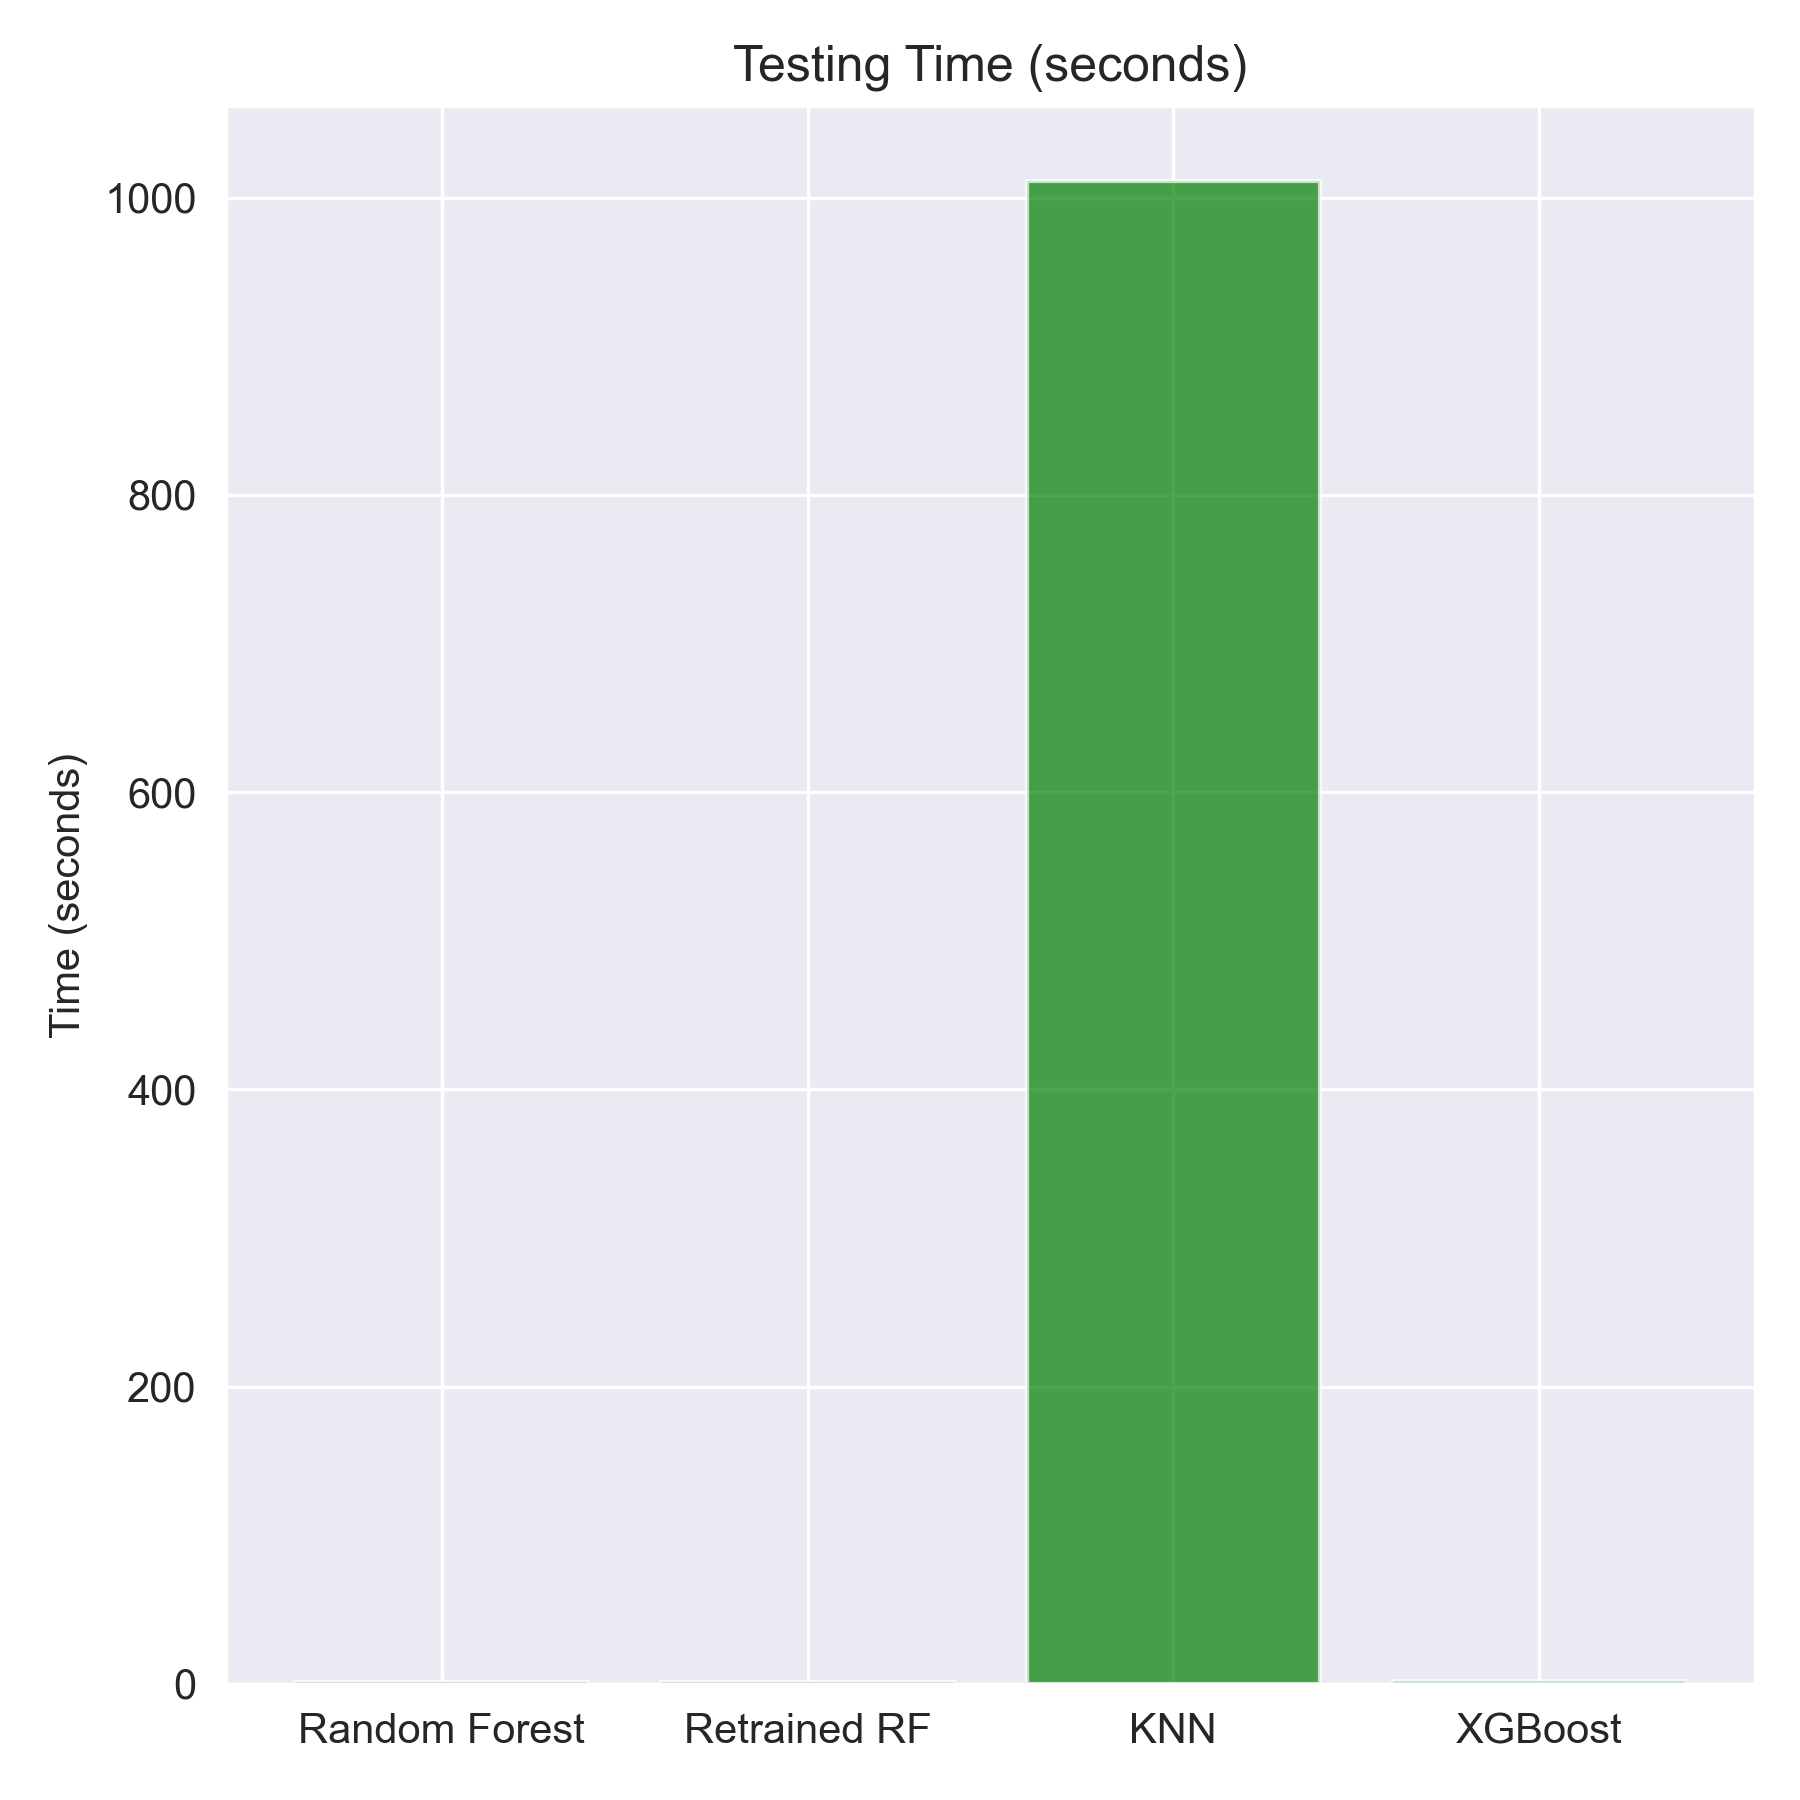 Testing Time (seconds)
Time (seconds)
1000
800
600
400
200
0
Random Forest
Retrained RF
KNN
XGBoost